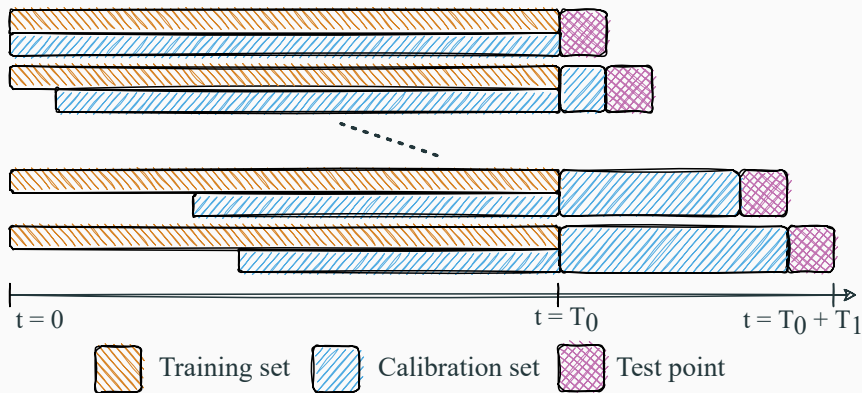 t = 0
t = T0
t = T0 + T1
Training set
Calibration set
Test point